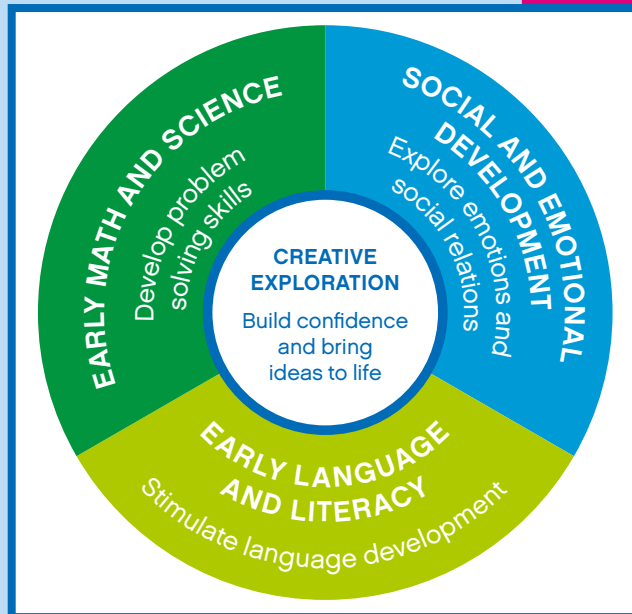 EARLY MATH AND SCIENCE
Develop problem
solving skills
SOCIAL AND EMOTIONAL
DEVELOPMENT
Explore emotions and
social relations
CREATIVE
EXPLORATION
Build confidence
and bring
ideas to life
EARLY LANGUAGE
AND LITERACY
Stimulate language development